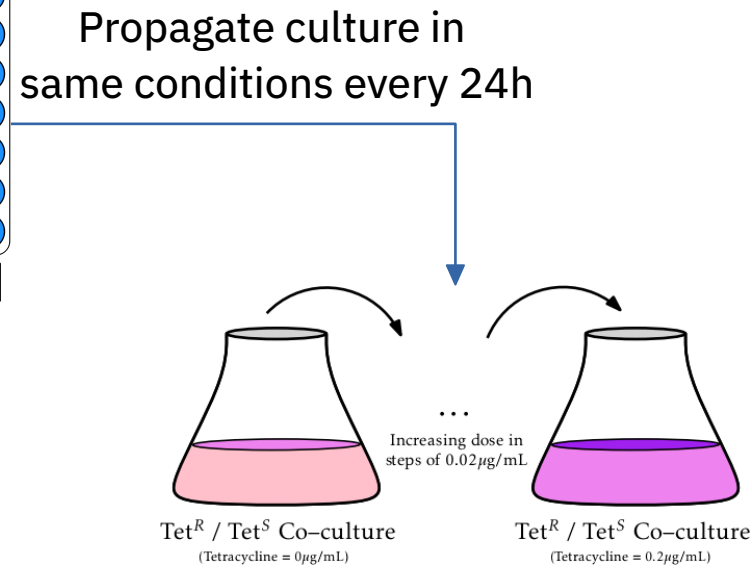 Propagate culture in
same conditions every 24h
...
Increasing dose in
steps of 0.02μg/mL
Tet^R / Tet^S Co–culture
(Tetracycline = 0μg/mL)
Tet^R / Tet^S Co–culture
(Tetracycline = 0.2μg/mL)